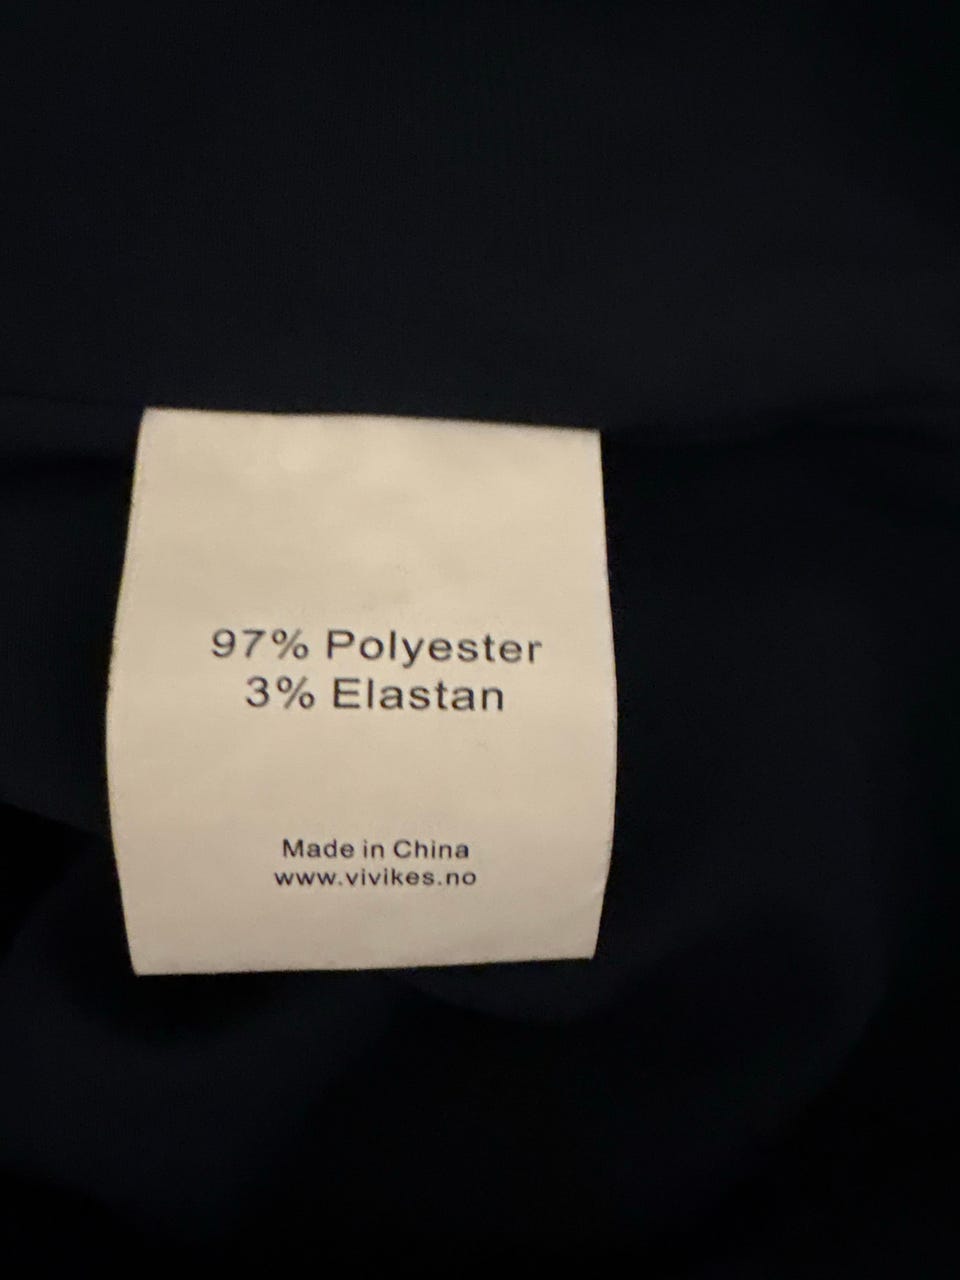 97% Polyester
3% Elastan
Made in China
www.vivikes.no